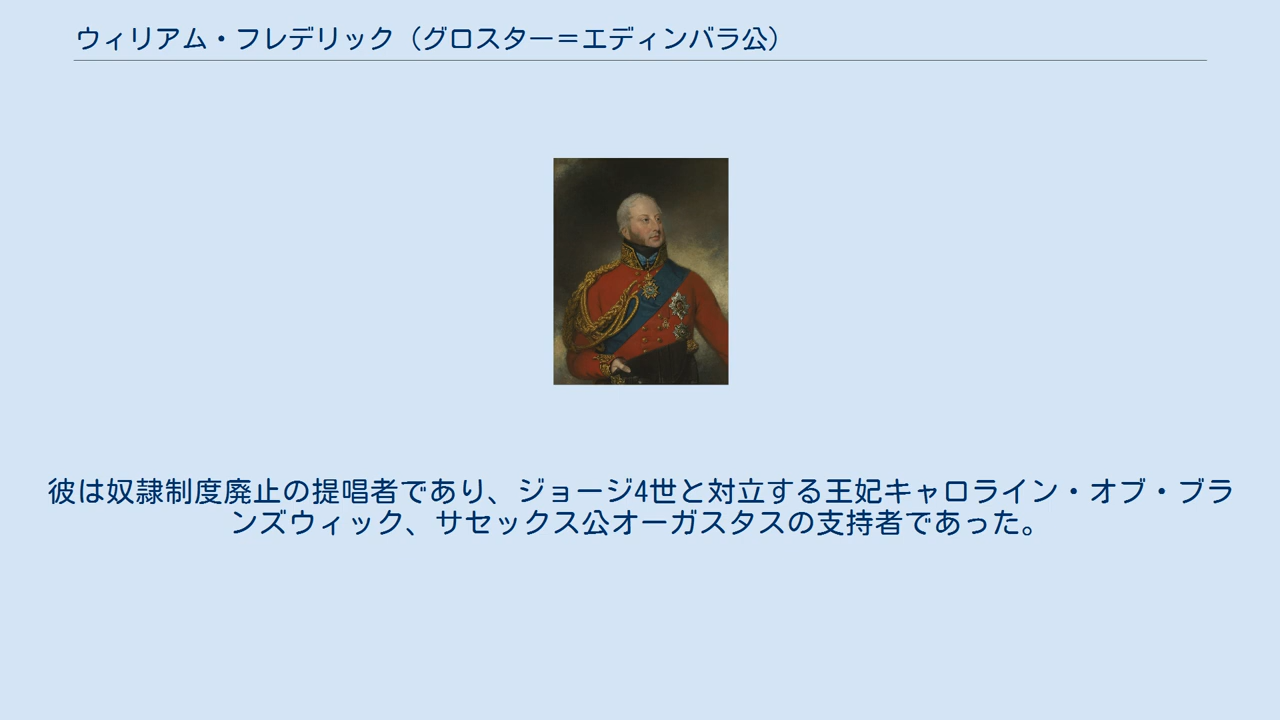 ウィリアム・フレデリック（グロスター＝エディンバラ公）
彼は奴隷制度廃止の提唱者であり、ジョージ4世と対立する王妃キャロライン・オブ・ブラ
ンズウィック、サセックス公オーガスタスの支持者であった。